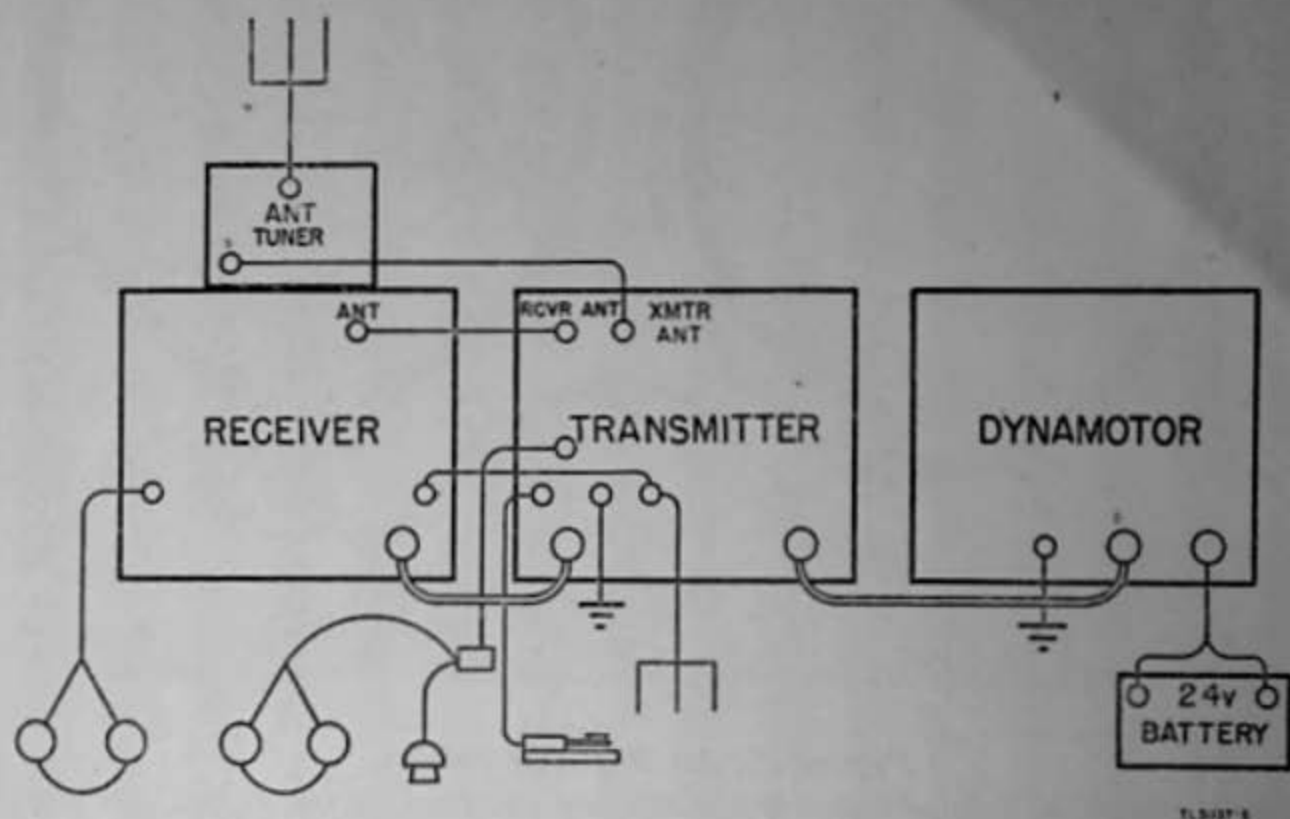 ANT
TUNER
ANT
RCVR ANT
XMTR
ANT
RECEIVER
TRANSMITTER
DYNAMOTOR
24v
BATTERY